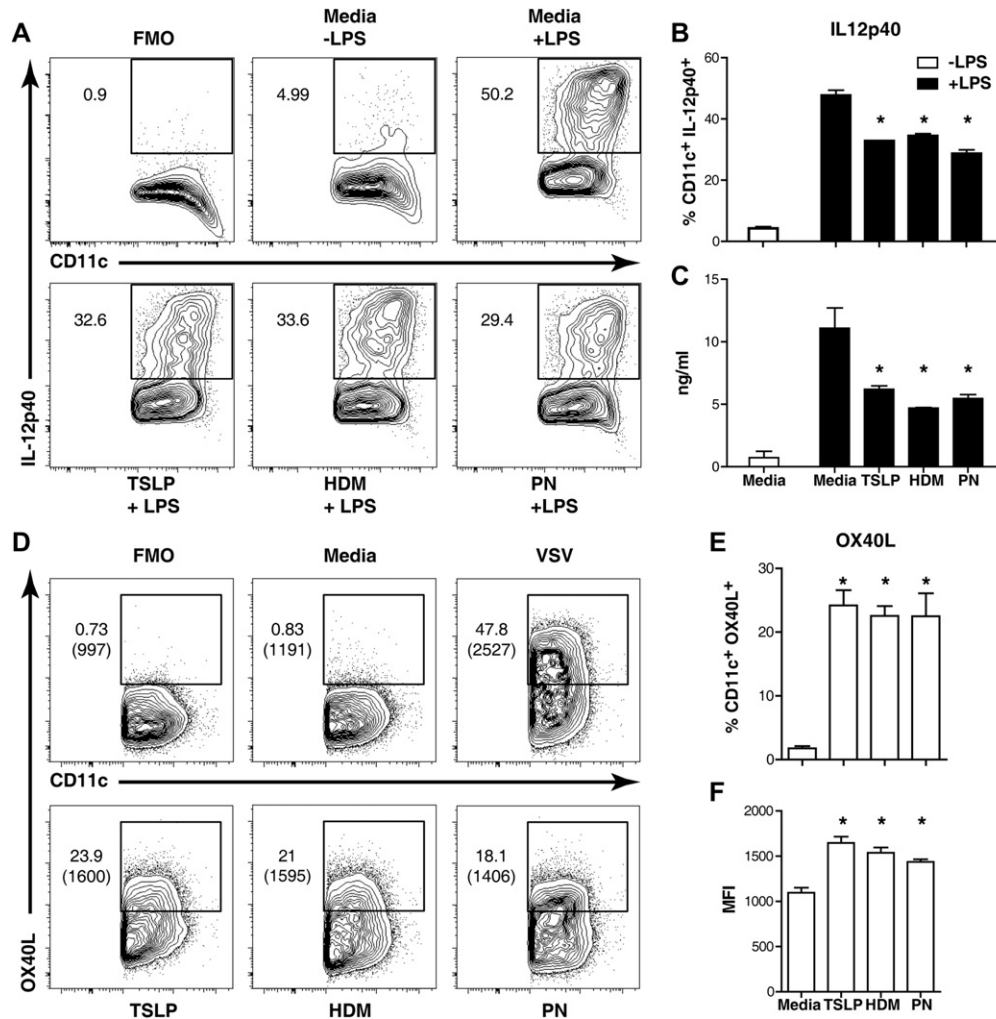 A
FMO
Media
-LPS
Media
+LPS
0.9
4.99
50.2
CD11c
32.6
33.6
29.4
IL-12p40
TSLP
+ LPS
HDM
+ LPS
PN
+LPS
B
IL12p40
-LPS
+LPS
60
40
20
0
% CD11c+ IL-12p40+
* * *
C
15
10
5
0
ng/ml
* * *
Media Media TSLP HDM PN
D
FMO
Media
VSV
0.73
(997)
0.83
(1191)
47.8
(2527)
CD11c
23.9
(1600)
21
(1595)
18.1
(1406)
OX40L
TSLP
HDM
PN
E
OX40L
30
20
10
0
% CD11c+ OX40L+
* * *
F
2000
1500
1000
500
0
MFI
* * *
Media TSLP HDM PN